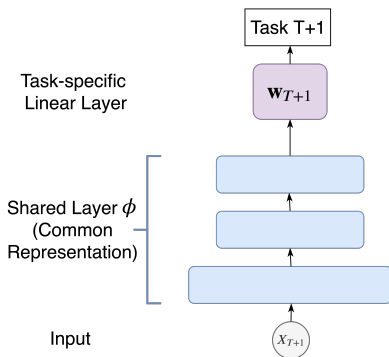 Task T+1
Task-specific
Linear Layer
w_{T+1}
Shared Layer ϕ
(Common
Representation)
Input
X_{T+1}